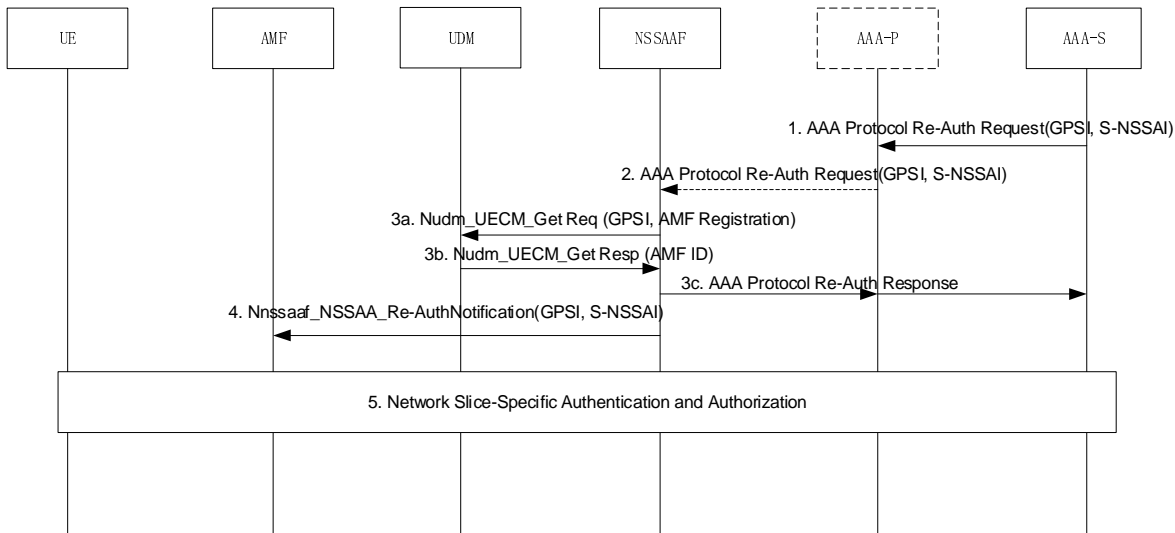 UE
AMF
UDM
NSSAAF
AAA-P
AAA-S
1. AAA Protocol Re-Auth Request(GPSI, S-NSSAI)
2. AAA Protocol Re-Auth Request(GPSI, S-NSSAI)
3a. Nudm_UECM_Get Req (GPSI, AMF Registration)
3b. Nudm_UECM_Get Resp (AMF ID)
3c. AAA Protocol Re-Auth Response
4. Nnssaaf_NSSAA_Re-AuthNotification(GPSI, S-NSSAI)
5. Network Slice-Specific Authentication and Authorization